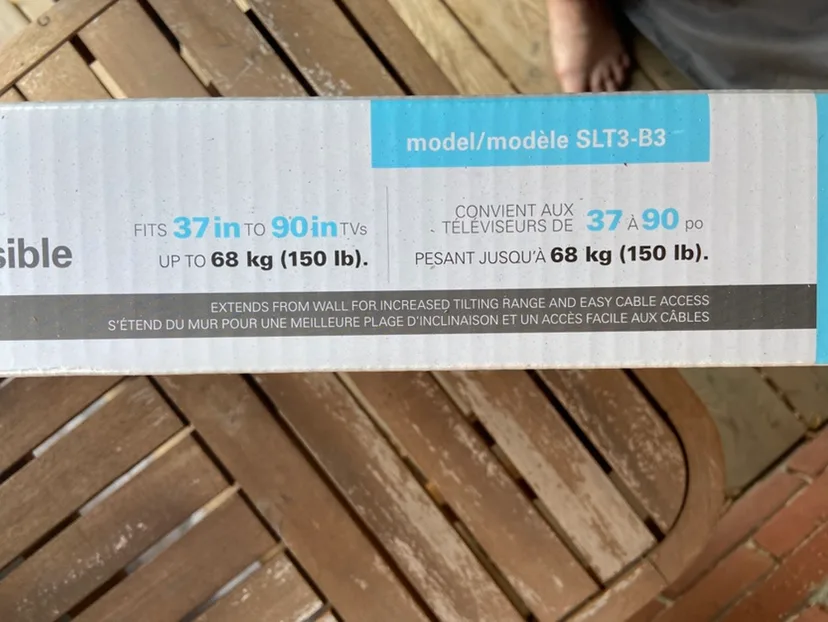 model/modèle SLT3-B3
FITS 37in TO 90in TVs
UP TO 68 kg (150 lb).
CONVIENT AUX
TÉLÉVISEURS DE 37 À 90 po
PESANT JUSQU'À 68 kg (150 lb).
EXTENDS FROM WALL FOR INCREASED TILTING RANGE AND EASY CABLE ACCESS
S'ÉTEND DU MUR POUR UNE MEILLEURE PLAGE D'INCLINAISON ET UN ACCÈS FACILE AUX CÂBLES